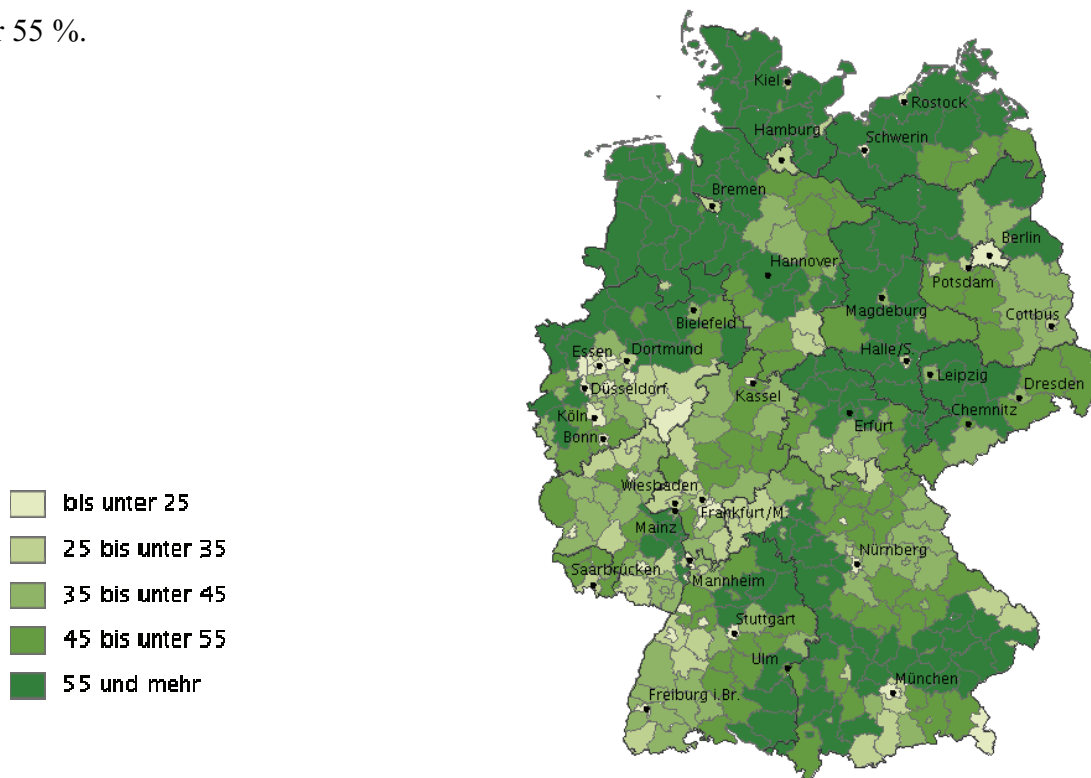 r 55 %.
Kiel
Rostock
Hamburg
Schwerin
Bremen
Berlin
Hannover
Potsdam
Magdeburg
Bielefeld
Cottbus
Essen
Dortmund
Halle/S.
Leipzig
Düsseldorf
Kassel
Dresden
Köln
Chemnitz
Erfurt
Bonn
Wiesbaden
bis unter 25
Frankfurt/M.
Mainz
25 bis unter 35
Nürnberg
Saarbrücken
Mannheim
35 bis unter 45
Stuttgart
45 bis unter 55
Ulm
München
55 und mehr
Freiburg i.Br.